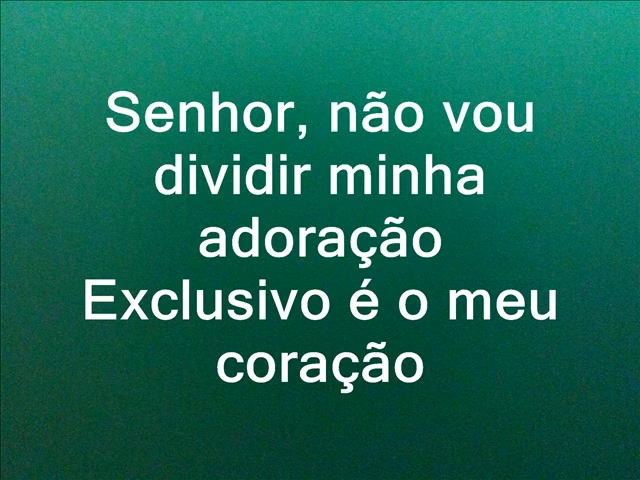 Senhor, não vou
dividir minha
adoração
Exclusivo é o meu
coração